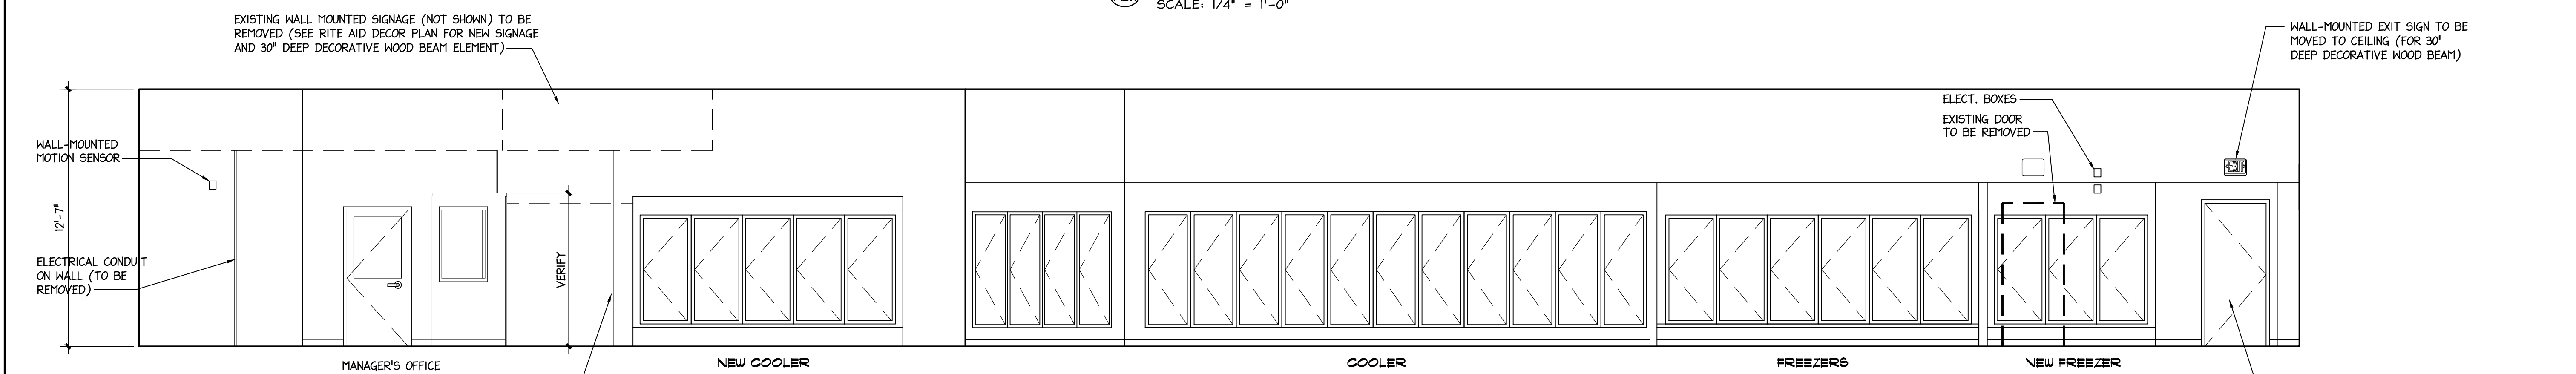 SCALE: 1/4" = 1'-0"
EXISTING WALL MOUNTED SIGNAGE (NOT SHOWN) TO BE
REMOVED (SEE RITE AID DECOR PLAN FOR NEW SIGNAGE
AND 30" DEEP DECORATIVE WOOD BEAM ELEMENT)
WALL-MOUNTED EXIT SIGN TO BE
MOVED TO CEILING (FOR 30"
DEEP DECORATIVE WOOD BEAM)
ELECT. BOXES
EXISTING DOOR
TO BE REMOVED
WALL-MOUNTED
MOTION SENSOR
EXIT
12'-7"
ELECTRICAL CONDUIT
ON WALL (TO BE
REMOVED)
VERIFY
MANAGER'S OFFICE
NEW COOLER
COOLER
FREEZERS
NEW FREEZER